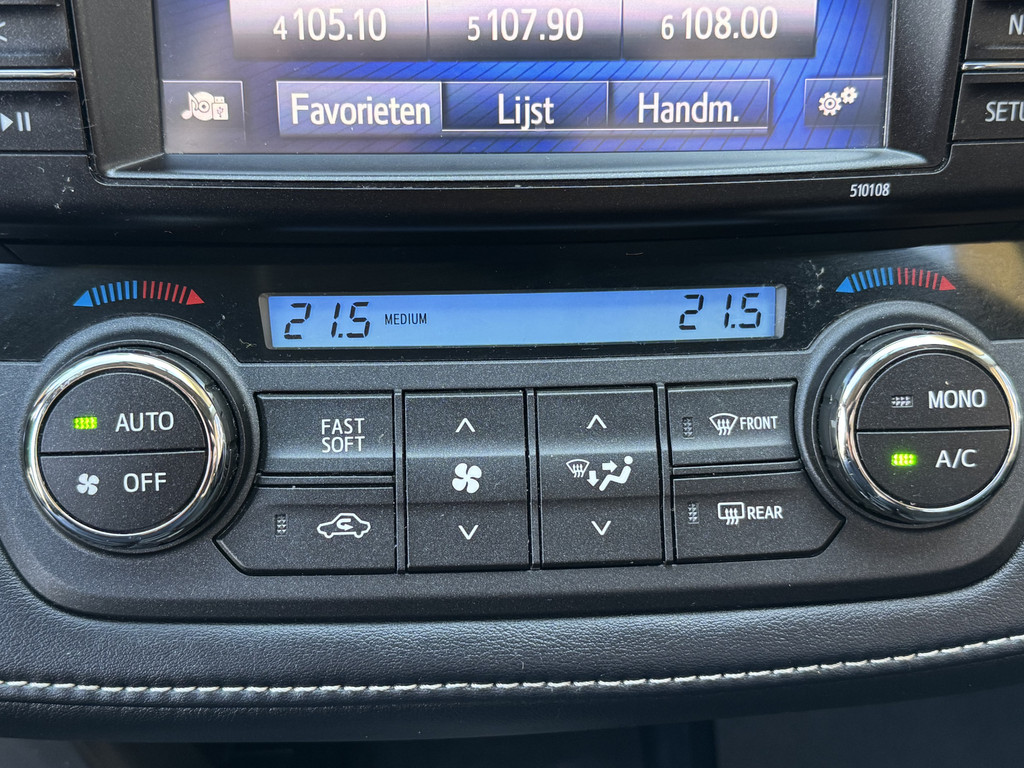 4 105.10
5 107.90
6 108.00
Favorieten
Lijst
Handm.
510108
21.5
MEDIUM
21.5
AUTO
OFF
FAST
SOFT
FRONT
REAR
MONO
A/C